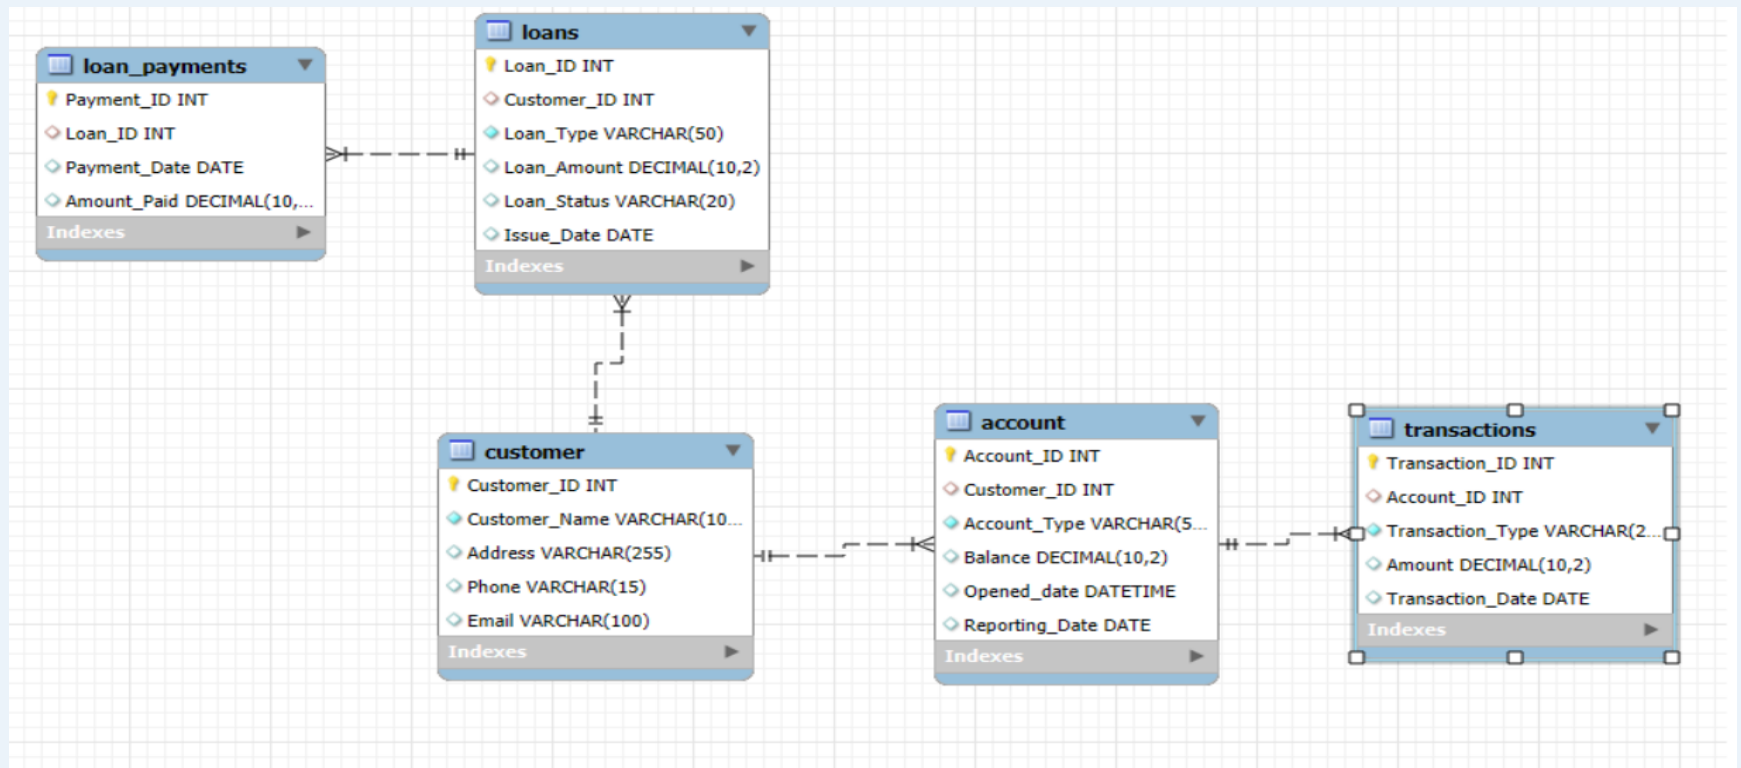 loan_payments
Payment_ID INT
Loan_ID INT
Payment_Date DATE
Amount_Paid DECIMAL(10,...
Indexes
loans
Loan_ID INT
Customer_ID INT
Loan_Type VARCHAR(50)
Loan_Amount DECIMAL(10,2)
Loan_Status VARCHAR(20)
Issue_Date DATE
Indexes
customer
Customer_ID INT
Customer_Name VARCHAR(10...
Address VARCHAR(255)
Phone VARCHAR(15)
Email VARCHAR(100)
Indexes
account
Account_ID INT
Customer_ID INT
Account_Type VARCHAR(5...
Balance DECIMAL(10,2)
Opened_date DATETIME
Reporting_Date DATE
Indexes
transactions
Transaction_ID INT
Account_ID INT
Transaction_Type VARCHAR(2...
Amount DECIMAL(10,2)
Transaction_Date DATE
Indexes